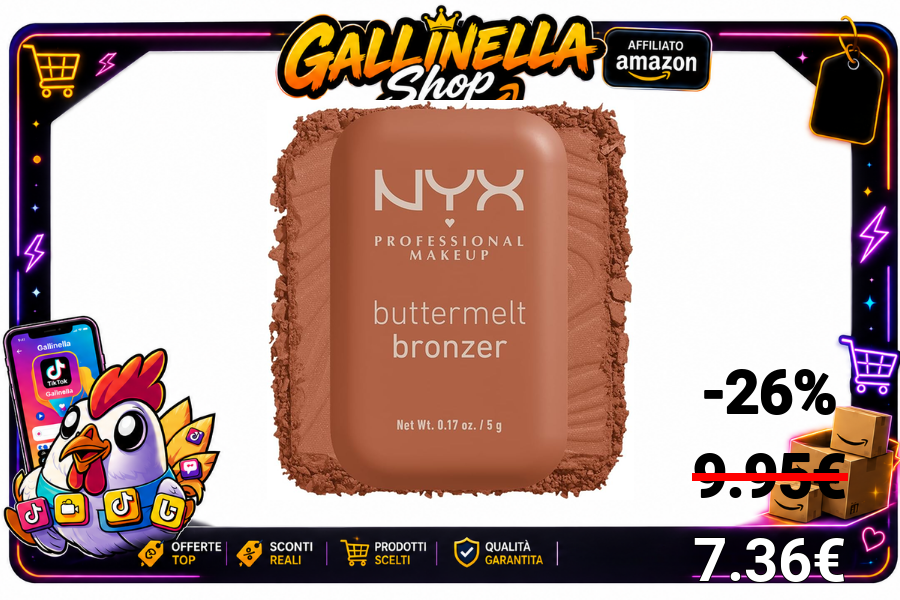 GALLINELLA
Shop
AFFILIATO
amazon
NYX
PROFESSIONAL
MAKEUP
buttermelt
bronzer
Net Wt. 0.17 oz. / 5 g
Gallinella
TikTok
Gallinella
-26%
9.95€
7.36€
OFFERTE
TOP
SCONTI
REALI
PRODOTTI
SCELTI
QUALITÀ
GARANTITA